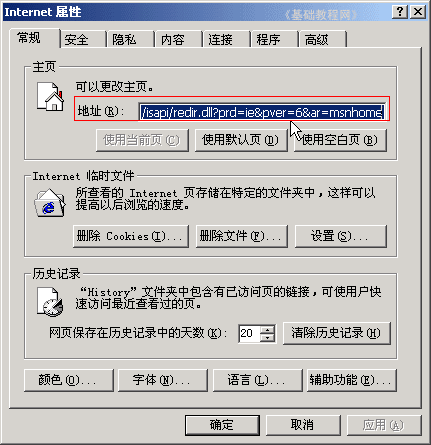 Internet 属性
《基础教程网》
常规 安全 隐私 内容 连接 程序 高级
主页
可以更改主页。
地址(R): /isapi/redir.dll?prd=ie&pver=6&ar=msnhome
使用当前页(C) 使用默认页(D) 使用空白页(B)
Internet 临时文件
所查看的 Internet 页存储在特定的文件夹中，这样可以
提高以后浏览的速度。
删除 Cookies(I)... 删除文件(F)... 设置(S)...
历史记录
“History”文件夹中包含有已访问页的链接，可使用户快
速访问最近查看过的页。
网页保存在历史记录中的天数(K): 20 清除历史记录(H)
颜色(O)... 字体(N)... 语言(L)... 辅助功能(E)...
确定 取消 应用(A)